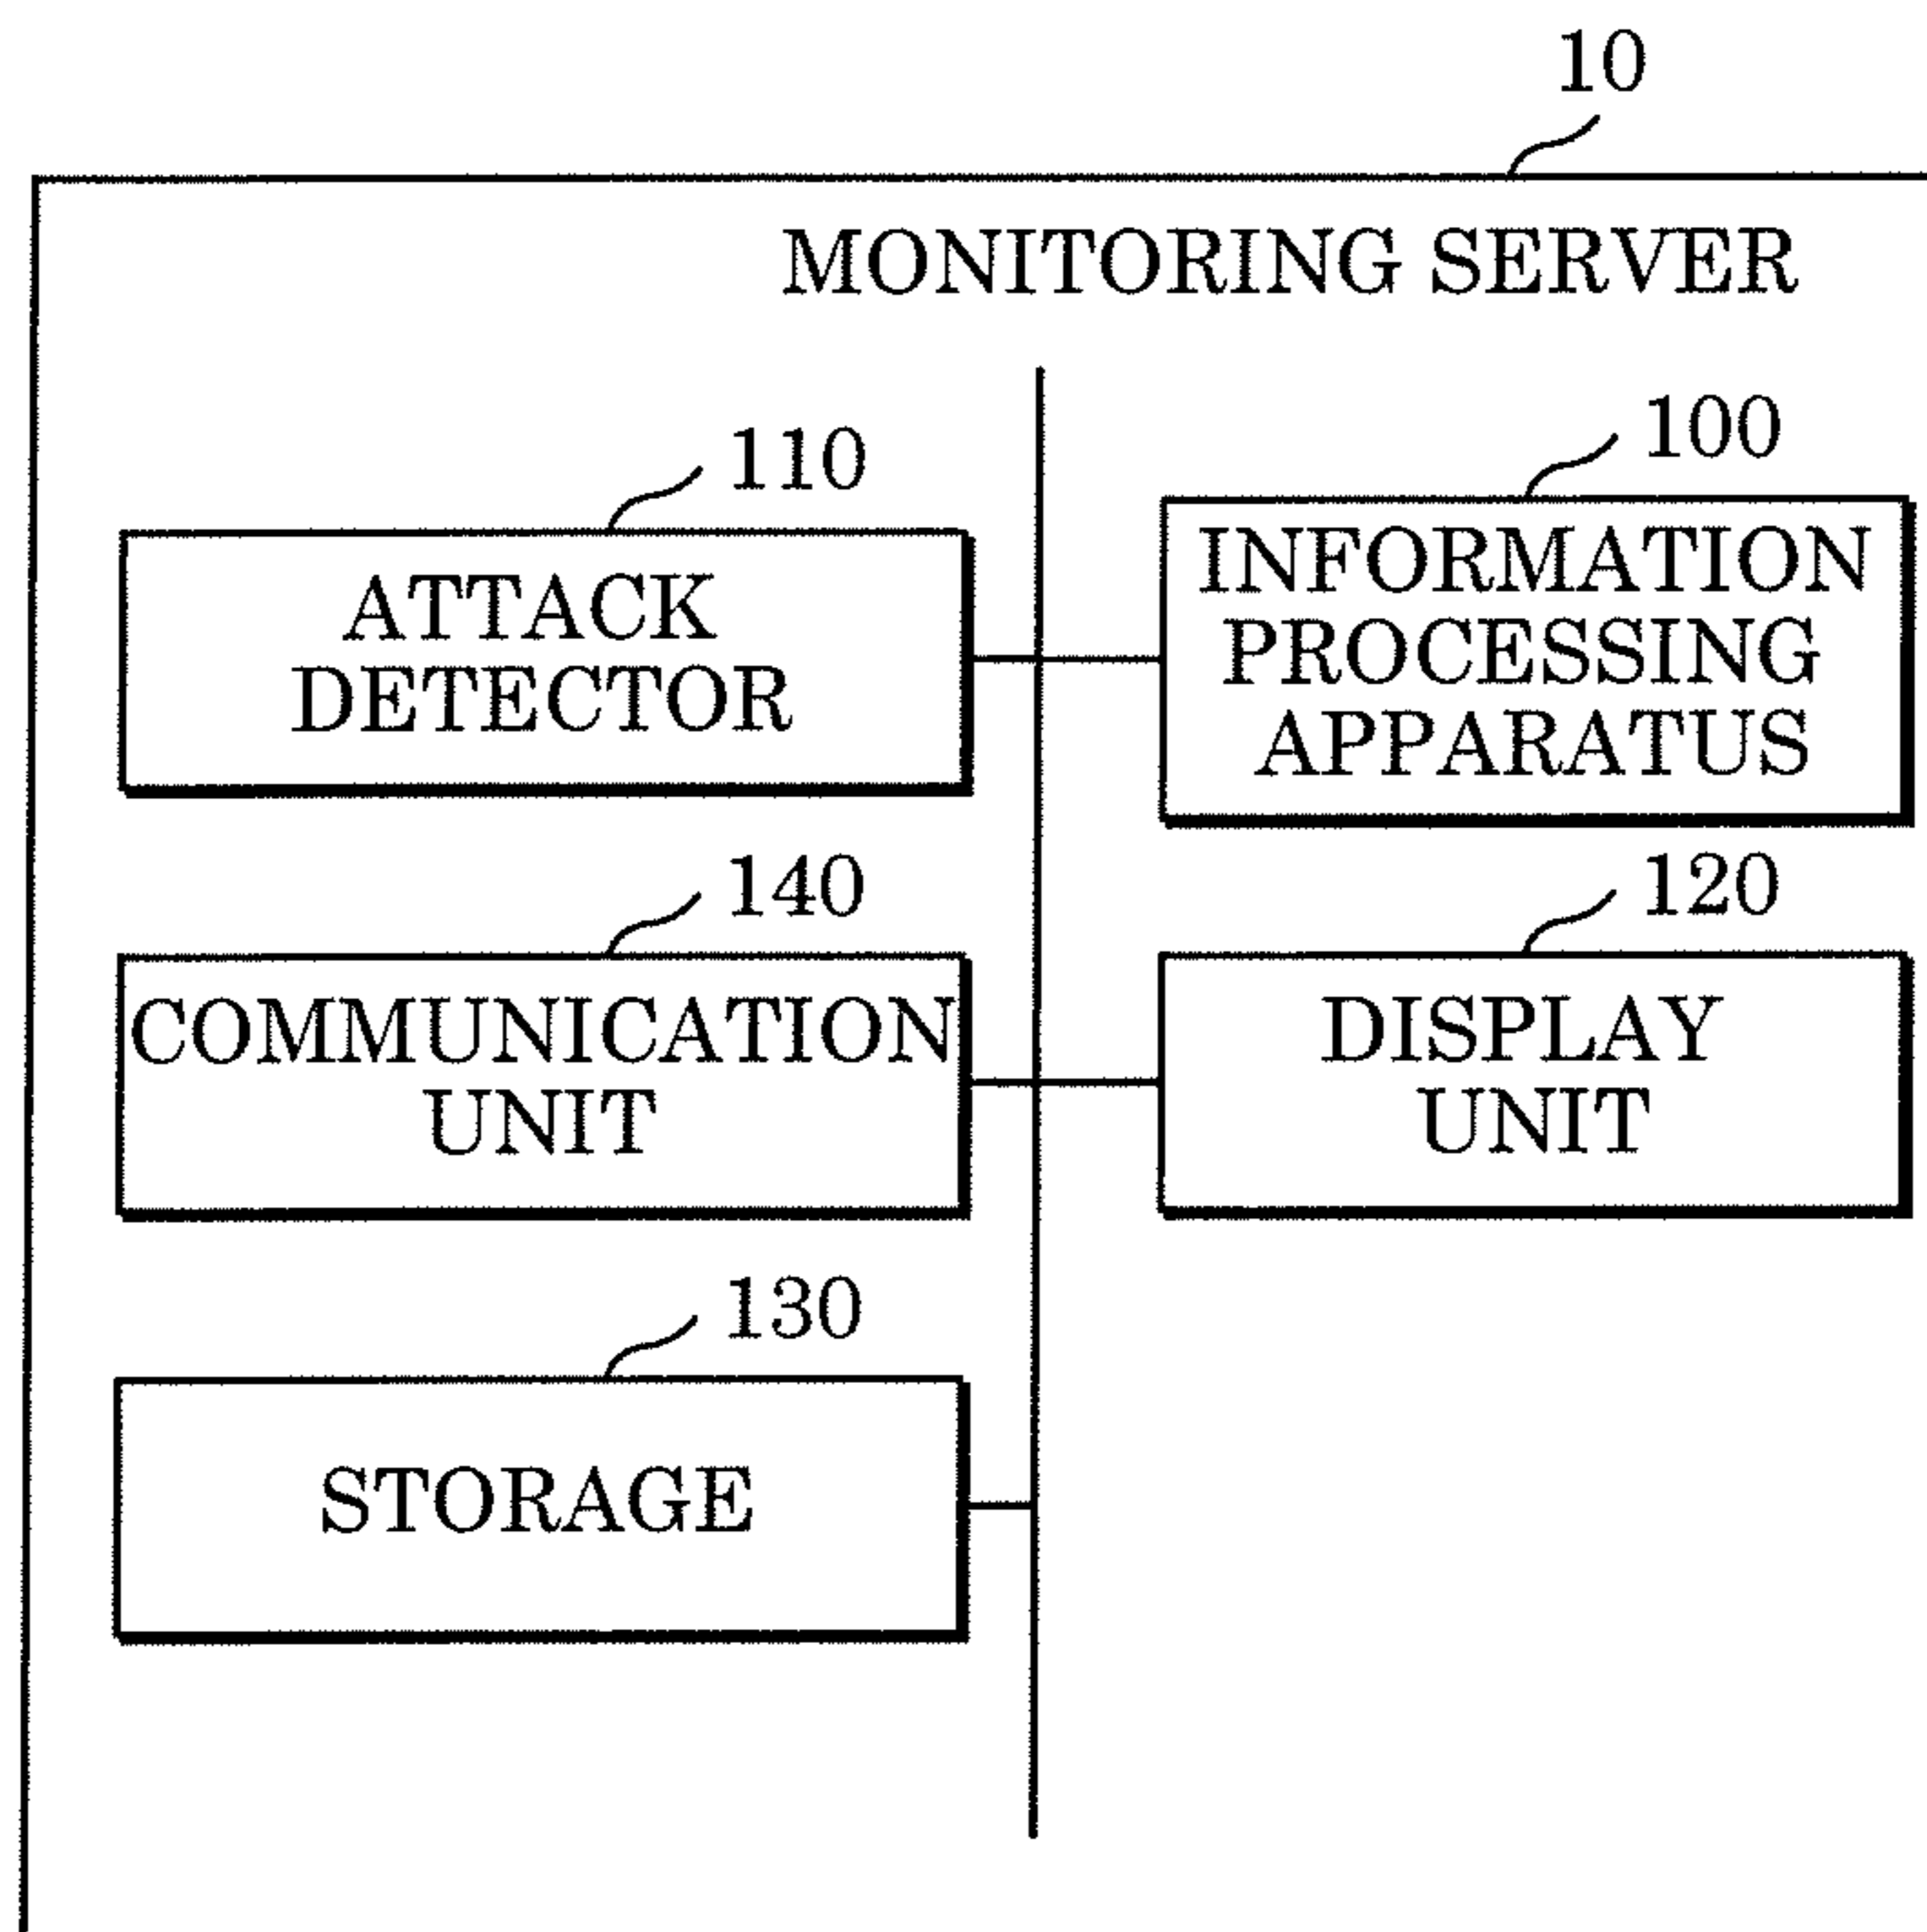 10
MONITORING SERVER
110
ATTACK
DETECTOR
100
INFORMATION
PROCESSING
APPARATUS
140
COMMUNICATION
UNIT
120
DISPLAY
UNIT
130
STORAGE